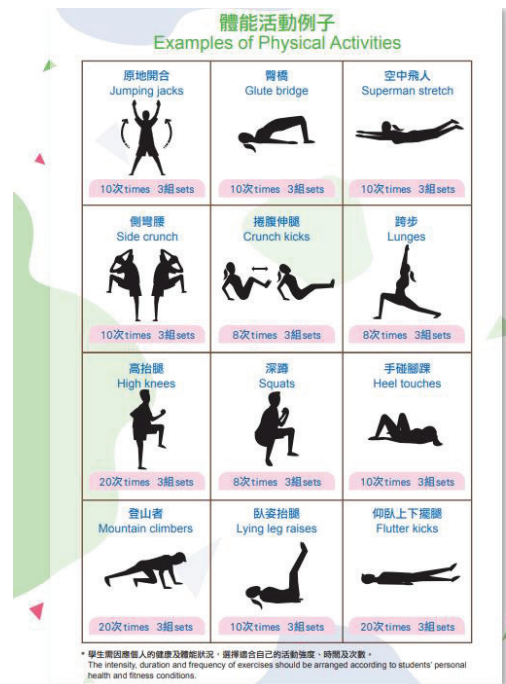 體能活動例子
Examples of Physical Activities
原地開合
Jumping jacks
10次times 3組sets
臀橋
Glute bridge
10次times 3組sets
空中飛人
Superman stretch
10次times 3組sets
側彎腰
Side crunch
10次times 3組sets
捲腹伸腿
Crunch kicks
8次times 3組sets
跨步
Lunges
8次times 3組sets
高抬腿
High knees
20次times 3組sets
深蹲
Squats
8次times 3組sets
手碰腳踝
Heel touches
10次times 3組sets
登山者
Mountain climbers
20次times 3組sets
臥姿抬腿
Lying leg raises
10次times 3組sets
仰臥上下擺腿
Flutter kicks
20次times 3組sets
* 學生需因應個人的健康及體能狀況，選擇適合自己的活動強度、時間及次數。
The intensity, duration and frequency of exercises should be arranged according to students' personal
health and fitness conditions.